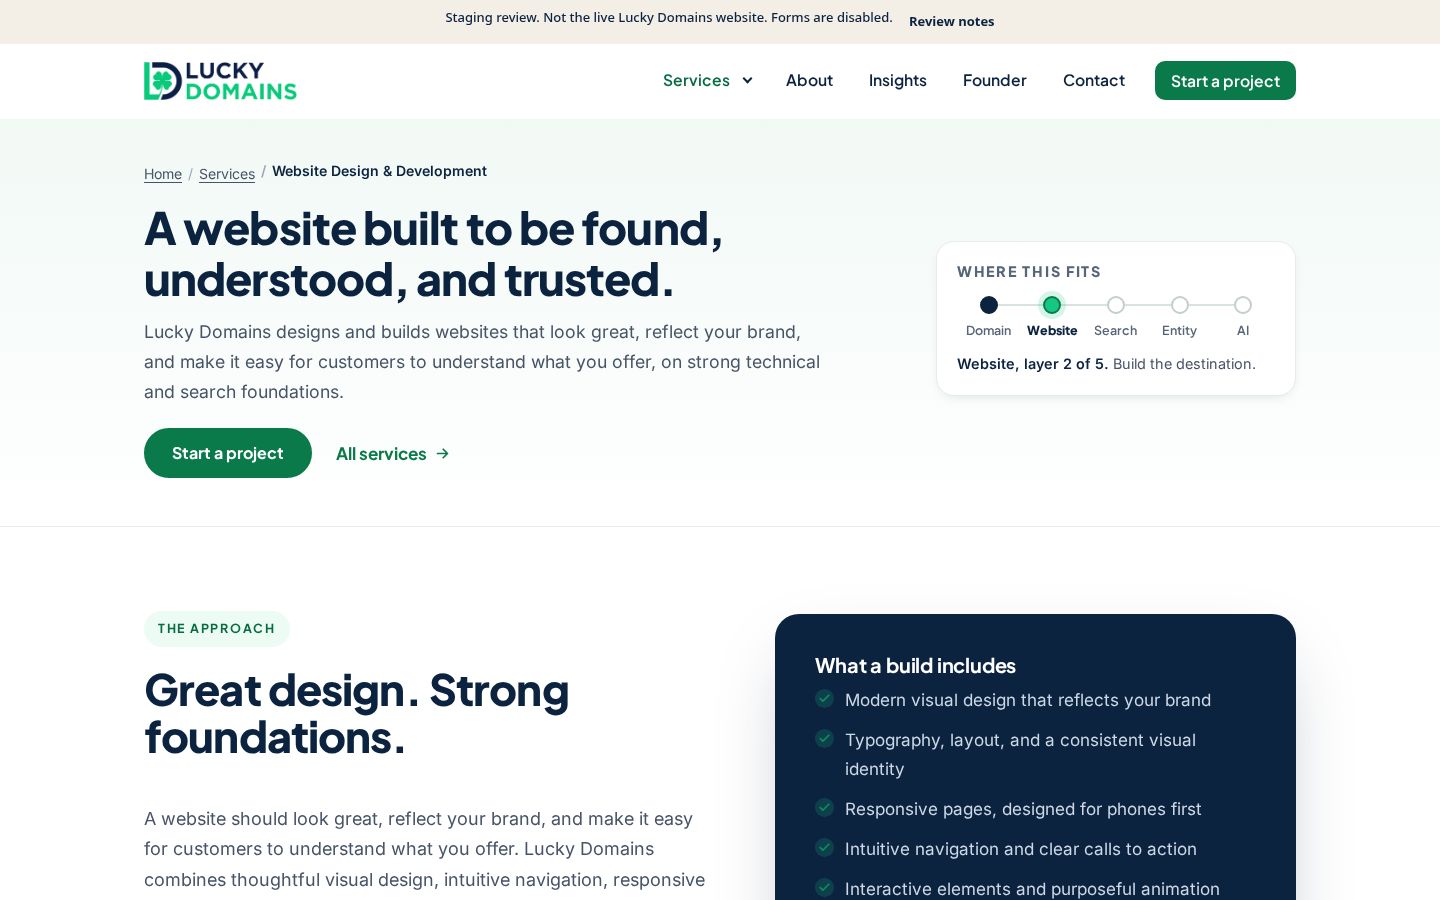 Staging review. Not the live Lucky Domains website. Forms are disabled. Review notes
LUCKY
DOMAINS
Services
About
Insights
Founder
Contact
Start a project
Home / Services / Website Design & Development
A website built to be found,
understood, and trusted.
Lucky Domains designs and builds websites that look great, reflect your brand,
and make it easy for customers to understand what you offer, on strong technical
and search foundations.
Start a project
All services →
WHERE THIS FITS
Domain
Website
Search
Entity
AI
Website, layer 2 of 5. Build the destination.
THE APPROACH
Great design. Strong
foundations.
A website should look great, reflect your brand, and make it easy
for customers to understand what you offer. Lucky Domains
combines thoughtful visual design, intuitive navigation, responsive
What a build includes
Modern visual design that reflects your brand
Typography, layout, and a consistent visual
identity
Responsive pages, designed for phones first
Intuitive navigation and clear calls to action
Interactive elements and purposeful animation